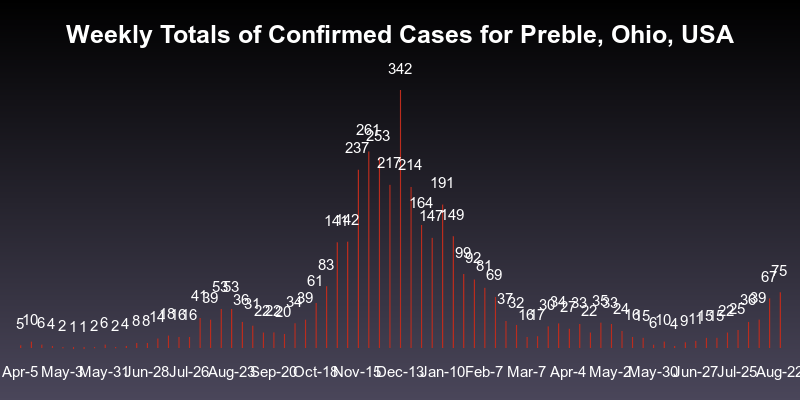 Weekly Totals of Confirmed Cases for Preble, Ohio, USA
5 10 6 4 2 1 1 2 6 2 4 8 8 14 18 16 16 41 39 53 53 36 31 22 22 20 34 39 61 83 141 142 237 261 253 217 342 214 164 147 191 149 99 92 81 69 37 32 16 17 30 34 27 33 22 35 33 24 16 15 6 10 4 9 11 15 15 22 25 36 39 67 75
Apr-5 May-3 May-31 Jun-28 Jul-26 Aug-23 Sep-20 Oct-18 Nov-15 Dec-13 Jan-10 Feb-7 Mar-7 Apr-4 May-2 May-30 Jun-27 Jul-25 Aug-22